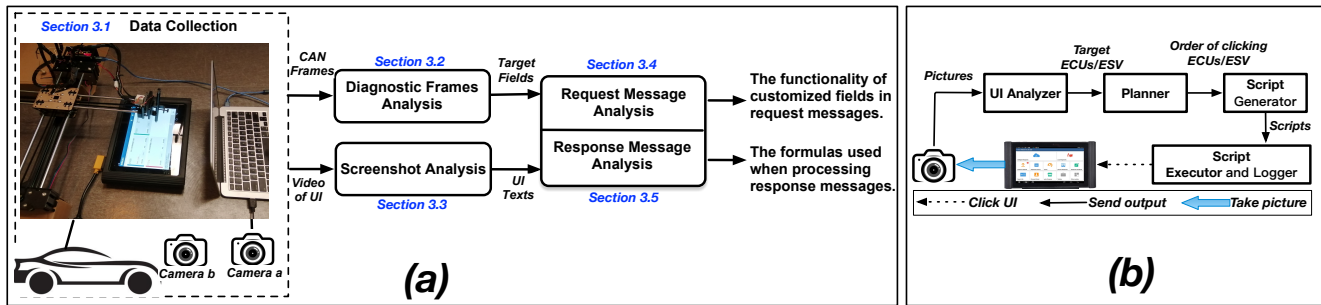 Section 3.1 Data Collection
Camera b
Camera a
CAN
Frames
Video
of UI
Section 3.2
Diagnostic Frames
Analysis
Target
Fields
Screenshot Analysis
Section 3.3
UI
Texts
Section 3.4
Request Message
Analysis
Response Message
Analysis
Section 3.5
The functionality of
customized fields in
request messages.
The formulas used
when processing
response messages.
(a)
Pictures
UI Analyzer
Target
ECUs/ESV
Planner
Order of clicking
ECUs/ESV
Script
Generator
Scripts
Script
Executor and Logger
Click UI
Send output
Take picture
(b)